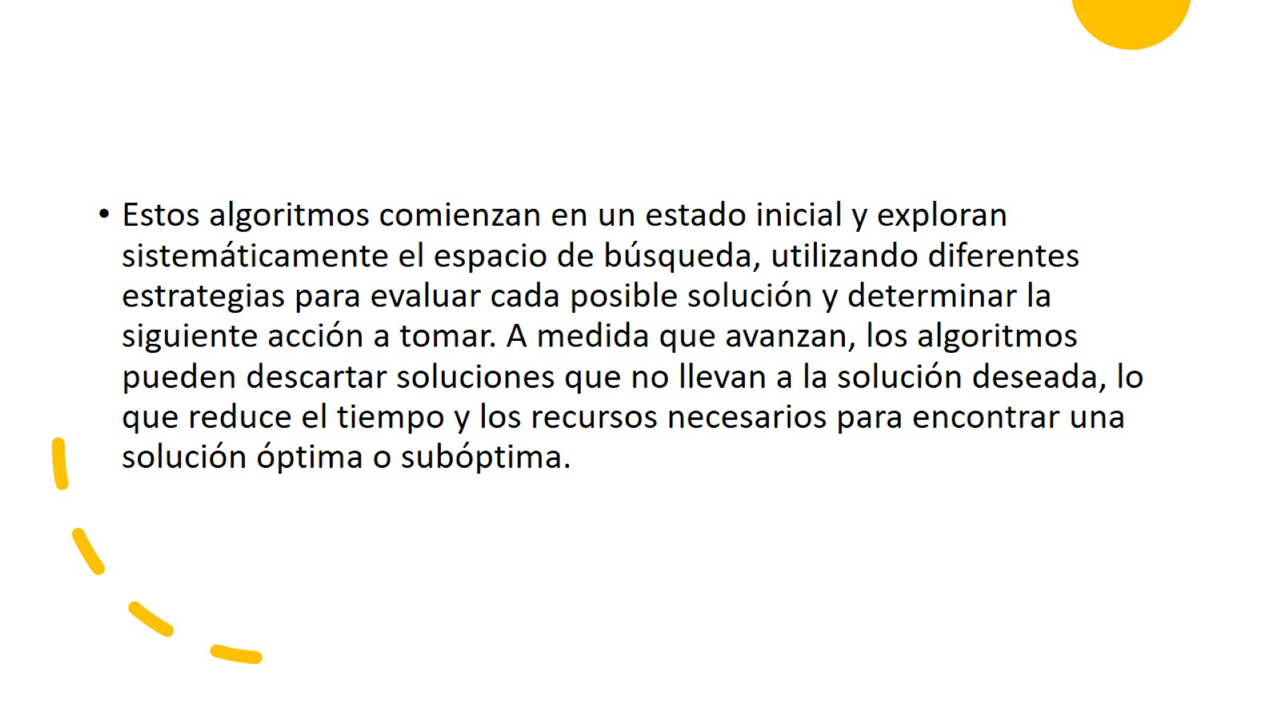 • Estos algoritmos comienzan en un estado inicial y exploran
sistemáticamente el espacio de búsqueda, utilizando diferentes
estrategias para evaluar cada posible solución y determinar la
siguiente acción a tomar. A medida que avanzan, los algoritmos
pueden descartar soluciones que no llevan a la solución deseada, lo
que reduce el tiempo y los recursos necesarios para encontrar una
solución óptima o subóptima.